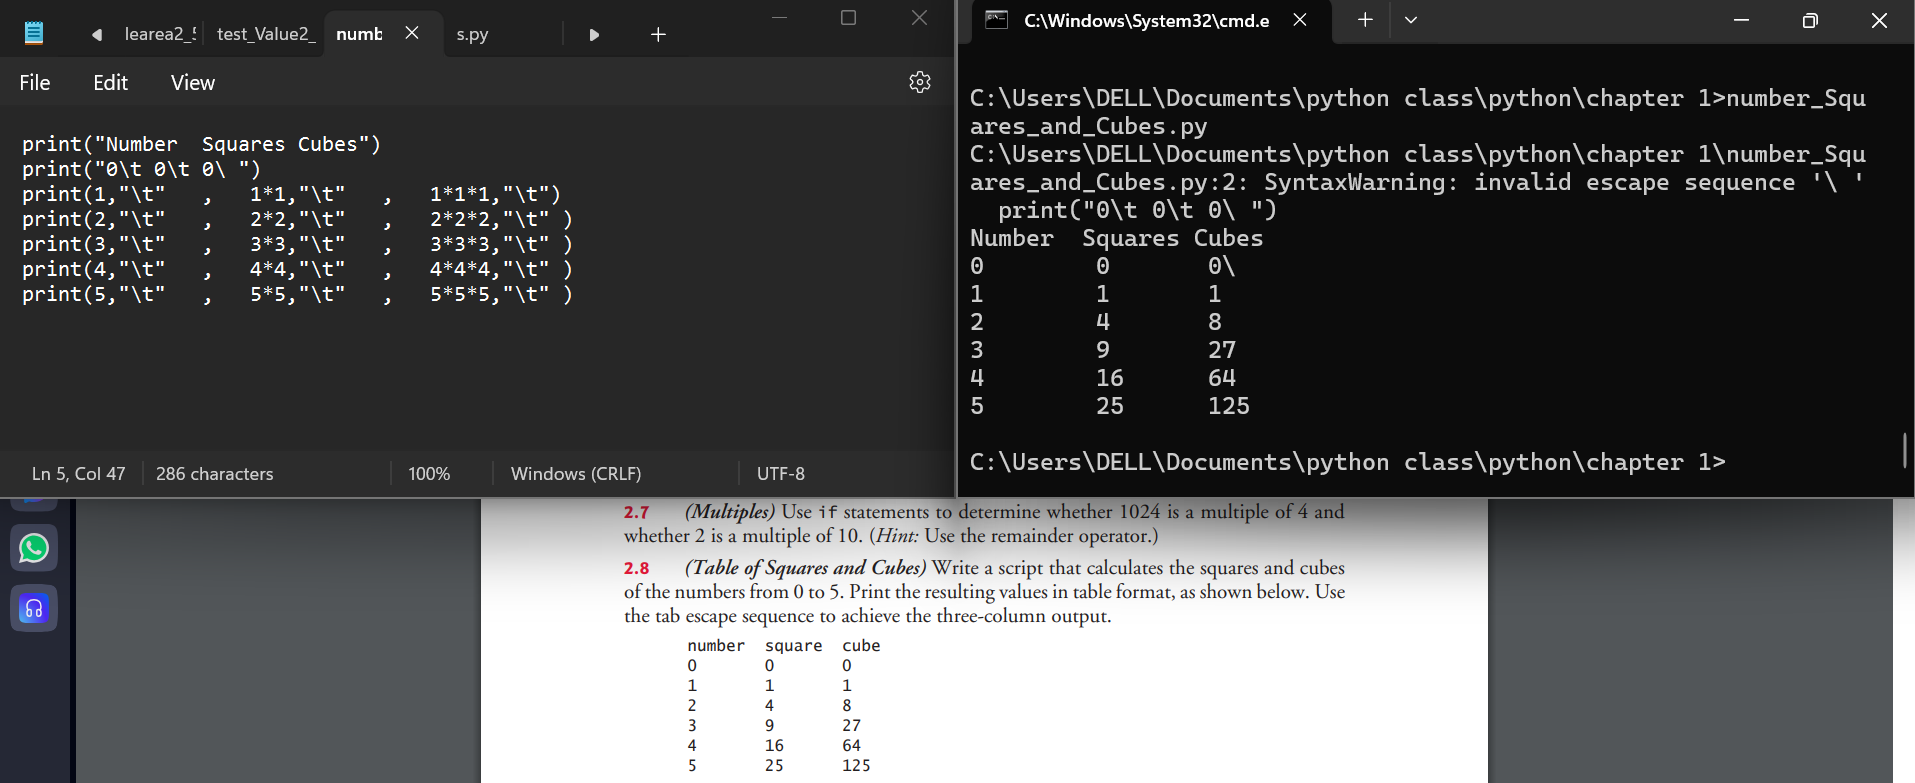 learea2_5
test_Value2_
numb
s.py
File
Edit
View
print("Number  Squares Cubes")
print("0\t 0\t 0\ ")
print(1,"\t"   ,   1*1,"\t"   ,   1*1*1,"\t")
print(2,"\t"   ,   2*2,"\t"   ,   2*2*2,"\t" )
print(3,"\t"   ,   3*3,"\t"   ,   3*3*3,"\t" )
print(4,"\t"   ,   4*4,"\t"   ,   4*4*4,"\t" )
print(5,"\t"   ,   5*5,"\t"   ,   5*5*5,"\t" )
Ln 5, Col 47
286 characters
100%
Windows (CRLF)
UTF-8
C:\Windows\System32\cmd.e
C:\Users\DELL\Documents\python class\python\chapter 1>number_Squ
ares_and_Cubes.py
C:\Users\DELL\Documents\python class\python\chapter 1\number_Squ
ares_and_Cubes.py:2: SyntaxWarning: invalid escape sequence '\ '
  print("0\t 0\t 0\ ")
Number  Squares Cubes
0        0       0\
1        1       1
2        4       8
3        9       27
4        16      64
5        25      125
C:\Users\DELL\Documents\python class\python\chapter 1>
2.7 (Multiples) Use if statements to determine whether 1024 is a multiple of 4 and
whether 2 is a multiple of 10. (Hint: Use the remainder operator.)
2.8 (Table of Squares and Cubes) Write a script that calculates the squares and cubes
of the numbers from 0 to 5. Print the resulting values in table format, as shown below. Use
the tab escape sequence to achieve the three-column output.
number  square  cube
0       0       0
1       1       1
2       4       8
3       9       27
4       16      64
5       25      125